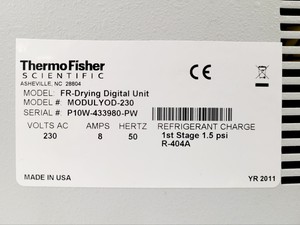 ThermoFisher
SCIENTIFIC
ASHEVILLE, NC 28804
MODEL: FR-Drying Digital Unit
MODEL # MODULYOD-230
SERIAL # P10W-433980-PW
VOLTS AC AMPS HERTZ REFRIGERANT CHARGE
230 8 50 1st Stage 1.5 psi
R-404A
MADE IN USA YR 2011
CE